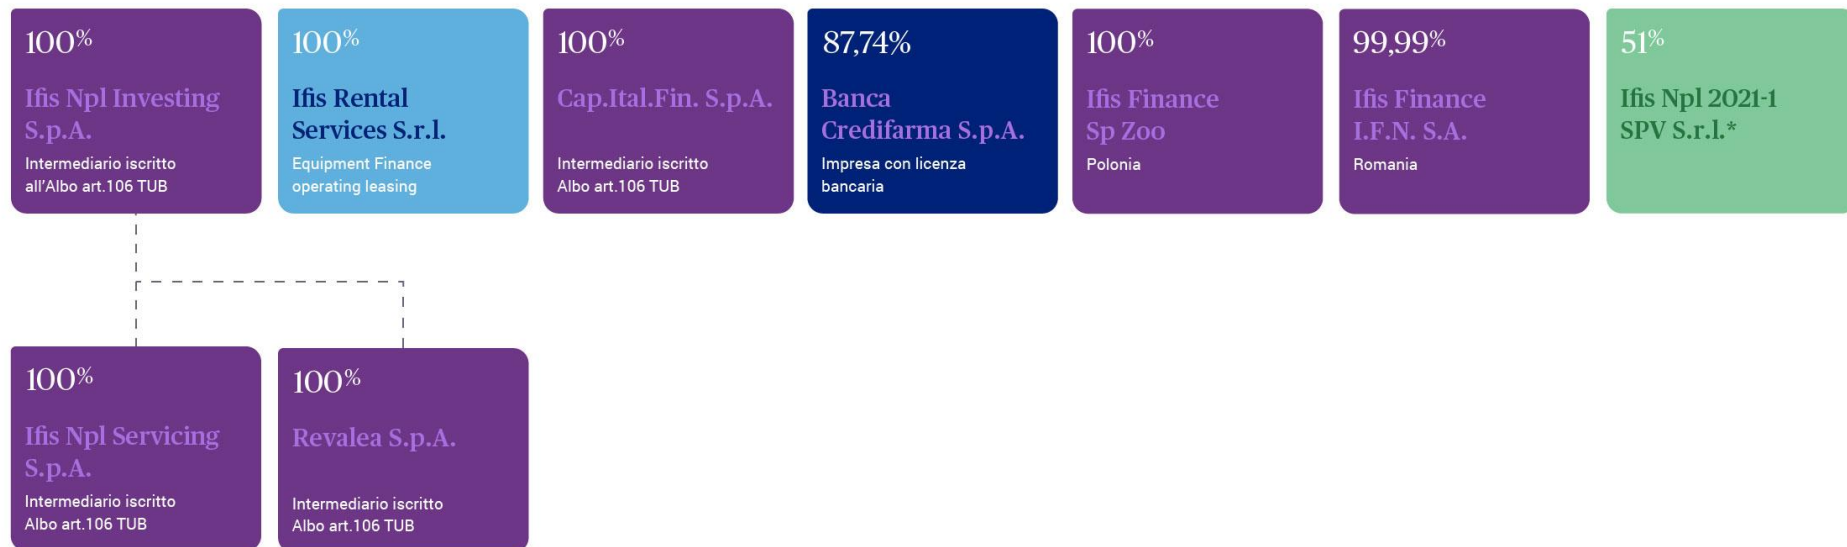 100%
Ifis Npl Investing
S.p.A.
Intermediario iscritto
all'Albo art.106 TUB
100%
Ifis Rental
Services S.r.l.
Equipment Finance
operating leasing
100%
Cap.Ital.Fin. S.p.A.
Intermediario iscritto
Albo art.106 TUB
87,74%
Banca
Credifarma S.p.A.
Impresa con licenza
bancaria
100%
Ifis Finance
Sp Zoo
Polonia
99,99%
Ifis Finance
I.F.N. S.A.
Romania
51%
Ifis Npl 2021-1
SPV S.r.l.*
100%
Ifis Npl Servicing
S.p.A.
Intermediario iscritto
Albo art.106 TUB
100%
Revalea S.p.A.
Intermediario iscritto
Albo art.106 TUB